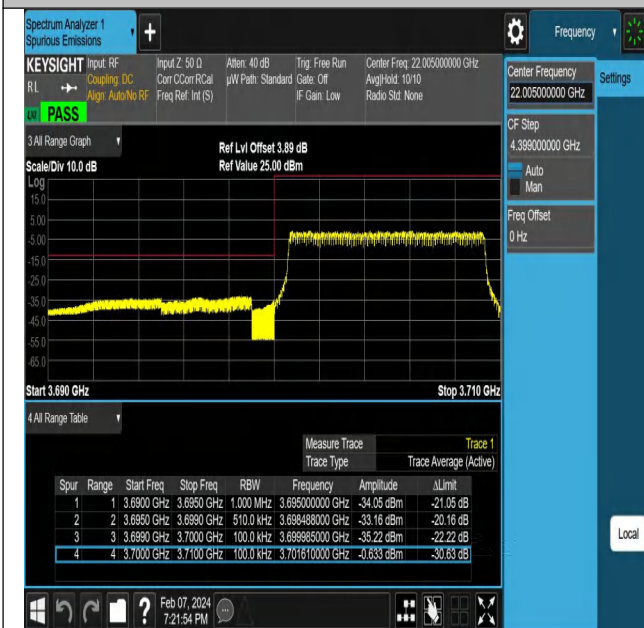 Spectrum Analyzer 1
Spurious Emissions
+
Frequency
KEYSIGHT Input: RF Input Z: 50 Ω Atten: 40 dB Trig: Free Run Center Freq: 22.005000000 GHz
RL Coupling: DC Corr CCorr RCal µW Path: Standard Gate: Off Avg|Hold: 10/10
Align: Auto/No RF Freq Ref: Int (S) IF Gain: Low Radio Std: None
LXI PASS
3 All Range Graph
Ref Lvl Offset 3.89 dB
Scale/Div 10.0 dB Ref Value 25.00 dBm
Log
15.0
5.00
-5.00
-15.0
-25.0
-35.0
-45.0
-55.0
-65.0
Start 3.690 GHz Stop 3.710 GHz
4 All Range Table
Measure Trace Trace 1
Trace Type Trace Average (Active)
Spur Range Start Freq Stop Freq RBW Frequency Amplitude ΔLimit
1 1 3.6900 GHz 3.6950 GHz 1.000 MHz 3.695000000 GHz -34.05 dBm -21.05 dB
2 2 3.6950 GHz 3.6990 GHz 510.0 kHz 3.698488000 GHz -33.16 dBm -20.16 dB
3 3 3.6990 GHz 3.7000 GHz 100.0 kHz 3.699985000 GHz -35.22 dBm -22.22 dB
4 4 3.7000 GHz 3.7100 GHz 100.0 kHz 3.701610000 GHz -0.633 dBm -30.63 dB
Feb 07, 2024
7:21:54 PM
?
Center Frequency
22.005000000 GHz
Settings
CF Step
4.399000000 GHz
Auto
Man
Freq Offset
0 Hz
Local